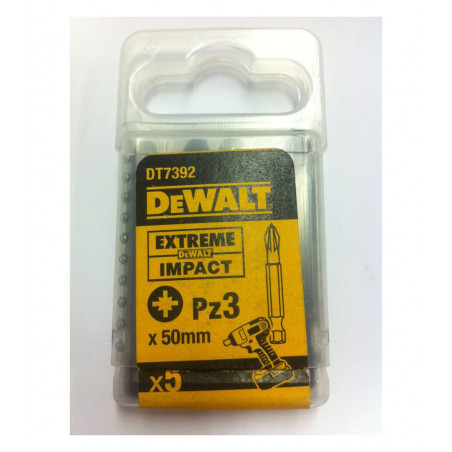 DT7392
DEWALT
EXTREME
DEWALT
IMPACT
Pz3
x 50mm
x5